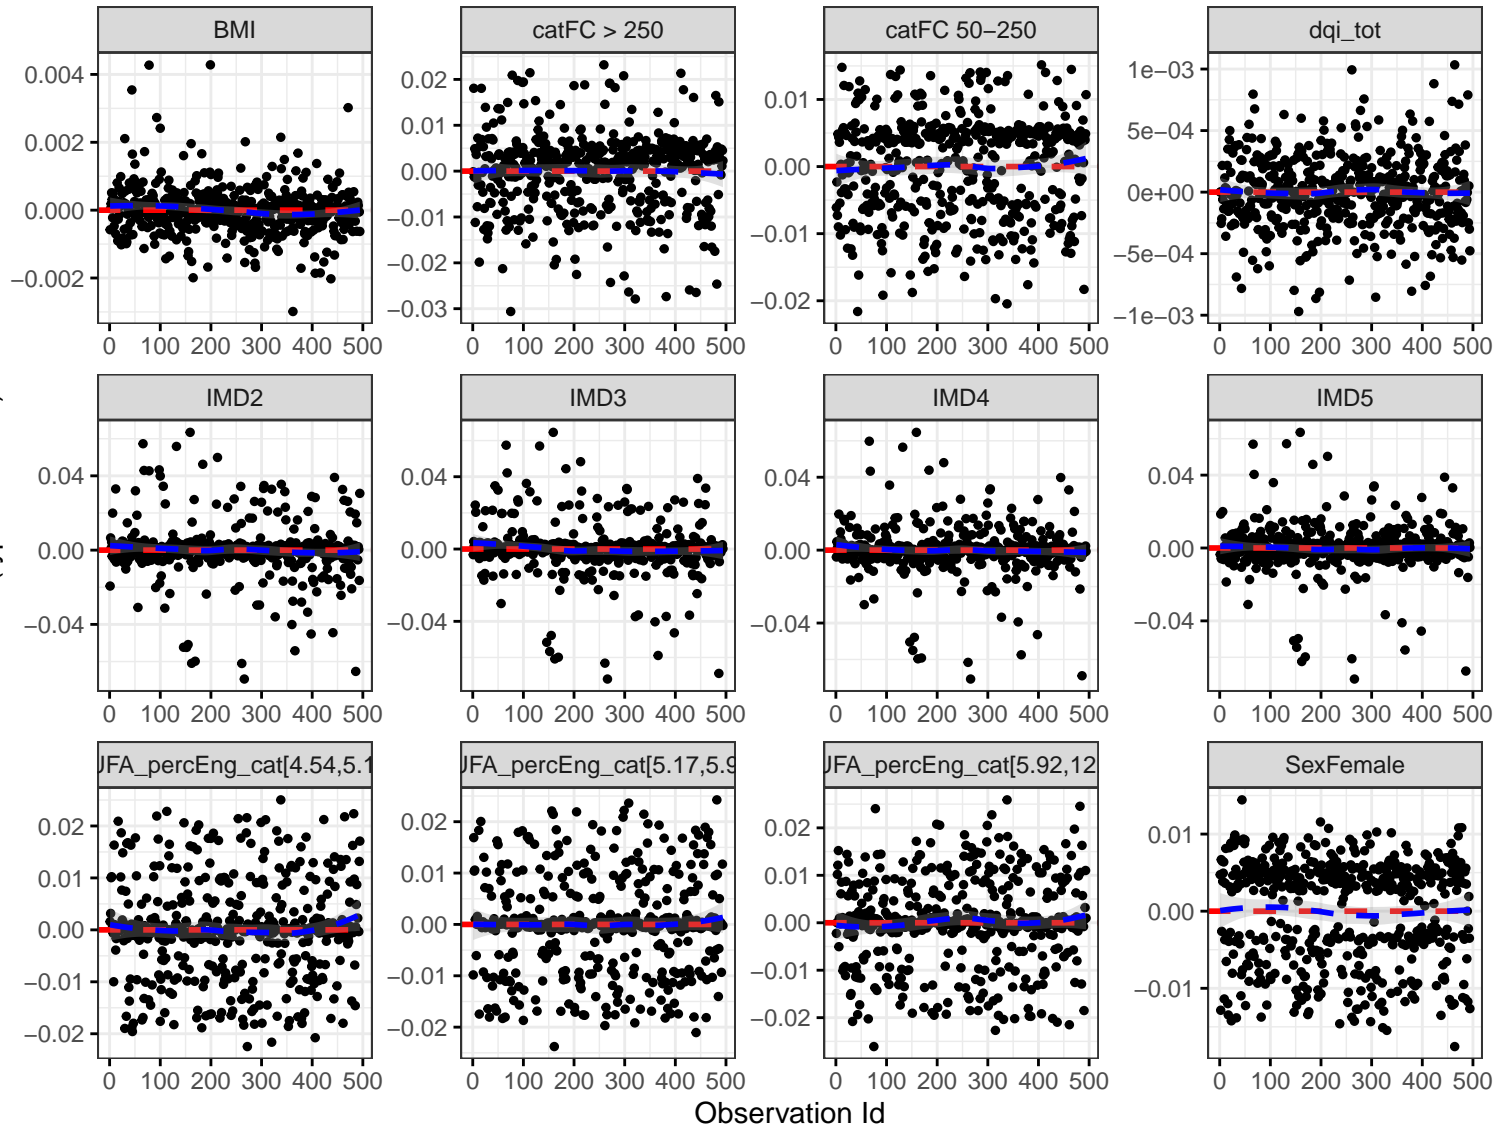 BMI
catFC > 250
catFC 50−250
dqi_tot
0.004
0.002
0.000
−0.002
0.02
0.01
0.00
−0.01
−0.02
−0.03
0.01
0.00
−0.01
−0.02
1e−03
5e−04
0e+00
−5e−04
−1e−03
0 100 200 300 400 500
0 100 200 300 400 500
0 100 200 300 400 500
0 100 200 300 400 500
IMD2
IMD3
IMD4
IMD5
0.04
0.00
−0.04
0.04
0.00
−0.04
0.04
0.00
−0.04
0.04
0.00
−0.04
0 100 200 300 400 500
0 100 200 300 400 500
0 100 200 300 400 500
0 100 200 300 400 500
UFA_percEng_cat[4.54,5.1
UFA_percEng_cat[5.17,5.9
UFA_percEng_cat[5.92,12
SexFemale
0.02
0.01
0.00
−0.01
−0.02
0.02
0.01
0.00
−0.01
−0.02
0.02
0.01
0.00
−0.01
−0.02
0.01
0.00
−0.01
0 100 200 300 400 500
0 100 200 300 400 500
0 100 200 300 400 500
0 100 200 300 400 500
Observation Id